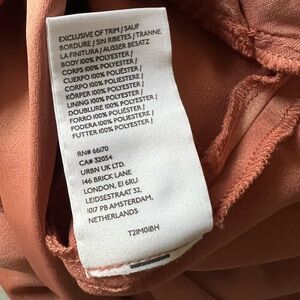 EXCLUSIVE OF TRIM / SAUF
BORDURE / SIN RIBETES / TRANNE
LA FINITURA / AUSSER BESATZ
BODY 100% POLYESTER /
CORPS 100% POLYESTER /
CUERPO 100% POLIÉSTER /
CORPO 100% POLIESTERE /
KÖRPER 100% POLYESTER /
LINING 100% POLYESTER /
DOUBLURE 100% POLYESTER /
FORRO 100% POLIÉSTER /
FODERA 100% POLIESTERE /
FUTTER 100% POLYESTER
RN# 66170
CA# 32054
URBN UK LTD.
146 BRICK LANE
LONDON, E1 6RU
LEIDSESTRAAT 32,
1017 PB AMSTERDAM,
NETHERLANDS
T21M01BH